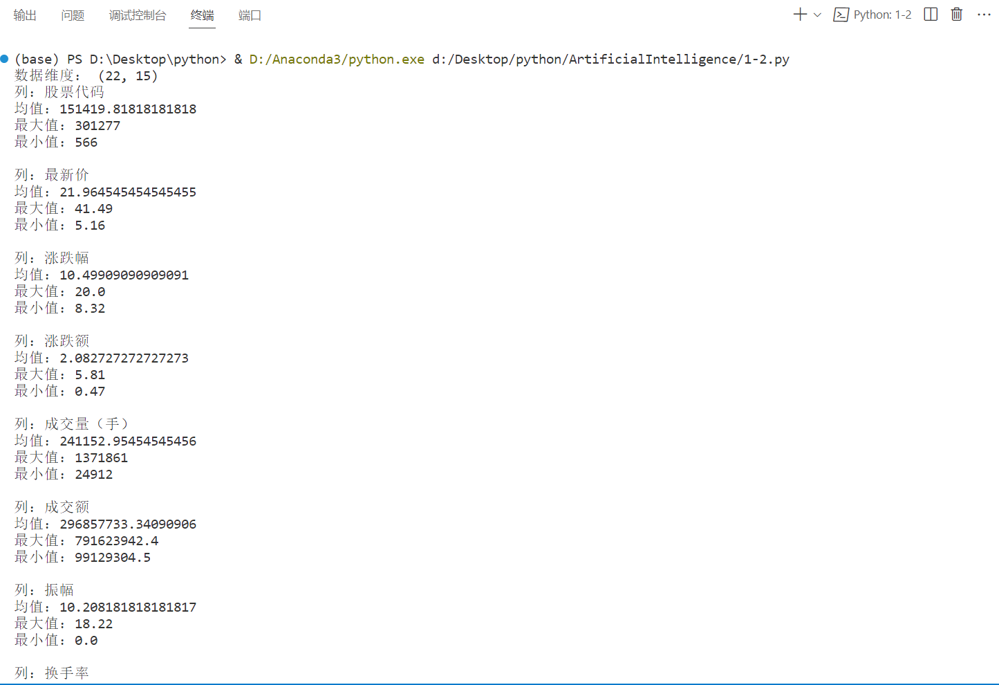 输出 问题 调试控制台 终端 端口 Python: 1-2
(base) PS D:\Desktop\python> & D:/Anaconda3/python.exe d:/Desktop/python/ArtificialIntelligence/1-2.py
数据维度： (22, 15)
列：股票代码
均值：151419.81818181818
最大值：301277
最小值：566
列：最新价
均值：21.964545454545455
最大值：41.49
最小值：5.16
列：涨跌幅
均值：10.49909090909091
最大值：20.0
最小值：8.32
列：涨跌额
均值：2.082727272727273
最大值：5.81
最小值：0.47
列：成交量（手）
均值：241152.95454545456
最大值：1371861
最小值：24912
列：成交额
均值：296857733.34090906
最大值：791623942.4
最小值：99129304.5
列：振幅
均值：10.208181818181817
最大值：18.22
最小值：0.0
列：换手率